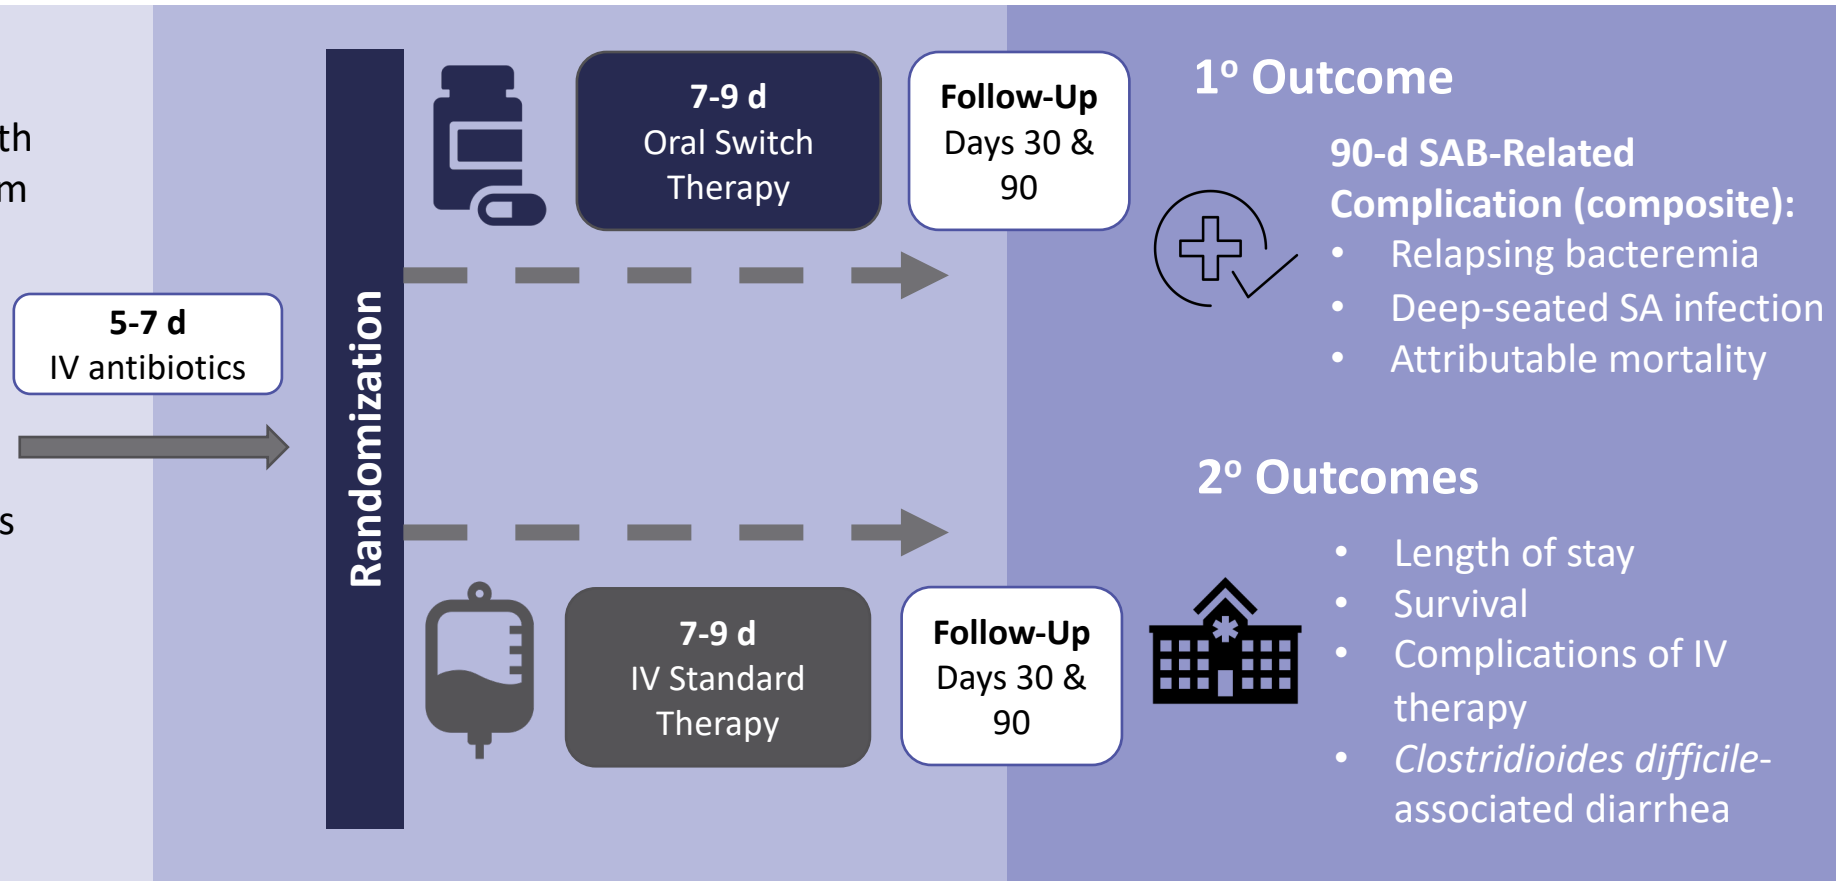 th
m
5-7 d
IV antibiotics
s
Randomization
7-9 d
Oral Switch
Therapy
Follow-Up
Days 30 &
90
7-9 d
IV Standard
Therapy
Follow-Up
Days 30 &
90
1º Outcome
90-d SAB-Related
Complication (composite):
• Relapsing bacteremia
• Deep-seated SA infection
• Attributable mortality
2º Outcomes
• Length of stay
• Survival
• Complications of IV
therapy
• Clostridioides difficile-
associated diarrhea